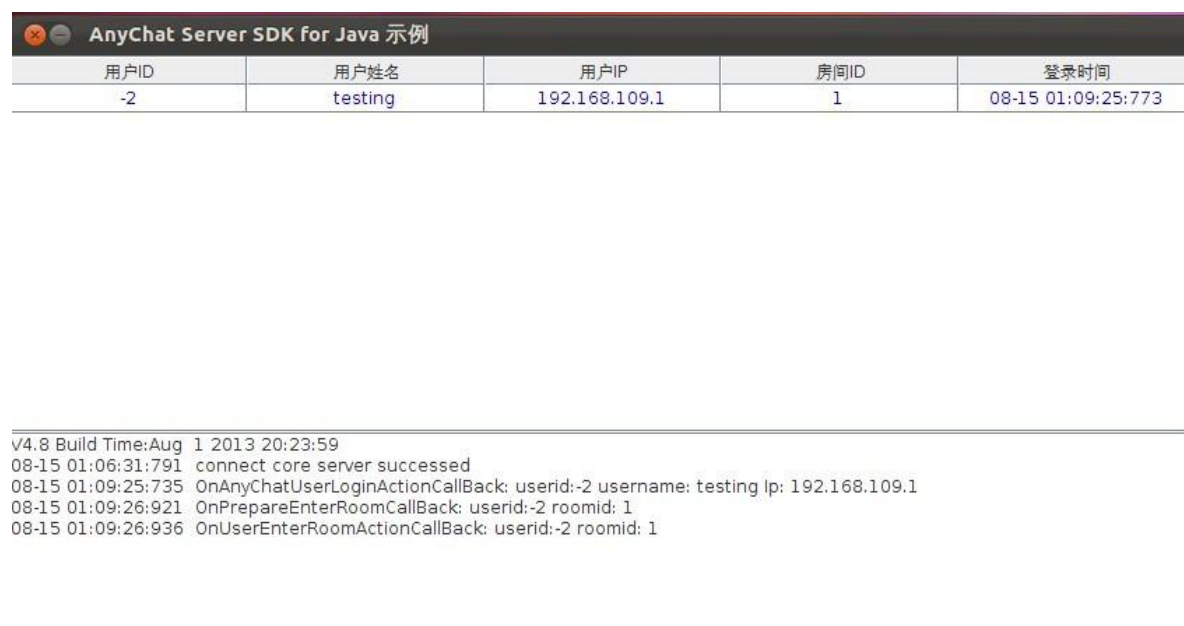 AnyChat Server SDK for Java 示例
用户ID 用户姓名 用户IP 房间ID 登录时间
-2 testing 192.168.109.1 1 08-15 01:09:25:773
V4.8 Build Time:Aug  1 2013 20:23:59
08-15 01:06:31:791  connect core server successed
08-15 01:09:25:735  OnAnyChatUserLoginActionCallBack: userid:-2 username: testing Ip: 192.168.109.1
08-15 01:09:26:921  OnPrepareEnterRoomCallBack: userid:-2 roomid: 1
08-15 01:09:26:936  OnUserEnterRoomActionCallBack: userid:-2 roomid: 1